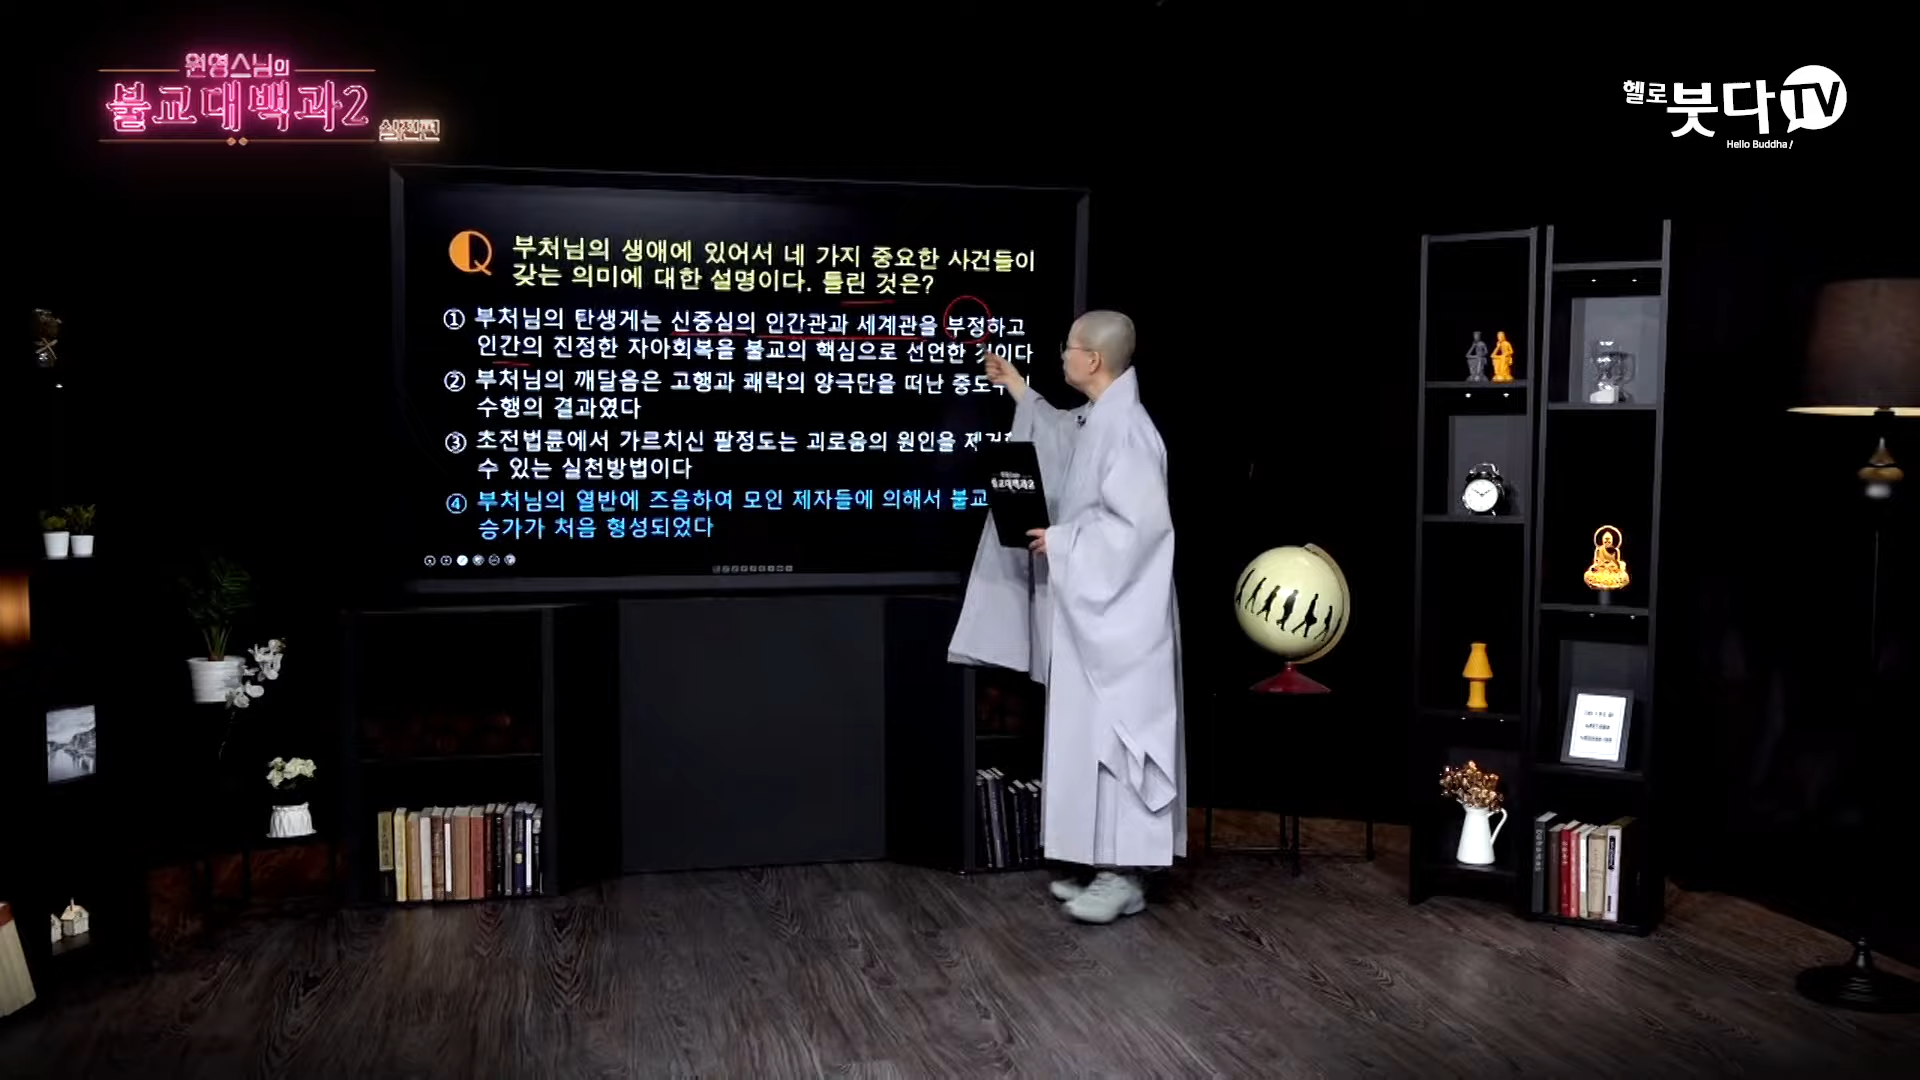 원영스님의
불교대백과2
실전편
헬로붓다TV
Hello Buddha!
Q 부처님의 생애에 있어서 네 가지 중요한 사건들이
갖는 의미에 대한 설명이다. 틀린 것은?
① 부처님의 탄생게는 신중심의 인간관과 세계관을 부정하고
인간의 진정한 자아회복을 불교의 핵심으로 선언한 것이다
② 부처님의 깨달음은 고행과 쾌락의 양극단을 떠난
수행의 결과였다
③ 초전법륜에서 가르치신 팔정도는 괴로움의 원인을
수 있는 실천방법이다
④ 부처님의 열반에 즈음하여 모인 제자들에 의해서 불교
승가가 처음 형성되었다
불교대백과2